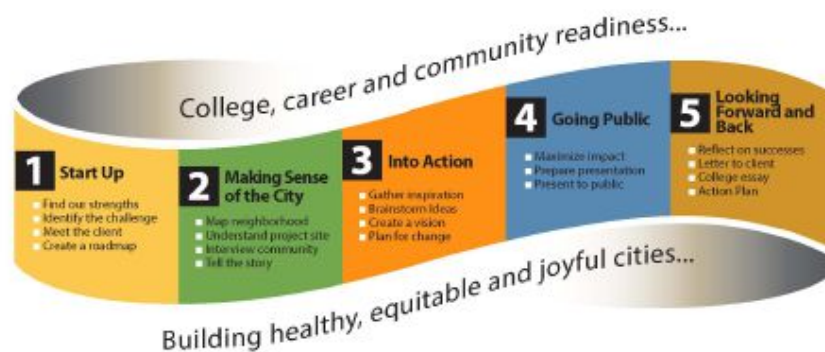 College, career and community readiness...
1 Start Up
Find our strengths
Identify the challenge
Meet the client
Create a roadmap
2 Making Sense
of the City
Map neighborhood
Understand project site
Interview community
Tell the story
3 Into Action
Gather inspiration
Brainstorm Ideas
Create a vision
Plan for change
4 Going Public
Maximize impact
Prepare presentation
Present to public
5 Looking
Forward and
Back
Reflect on successes
Letter to client
College essay
Action Plan
Building healthy, equitable and joyful cities...